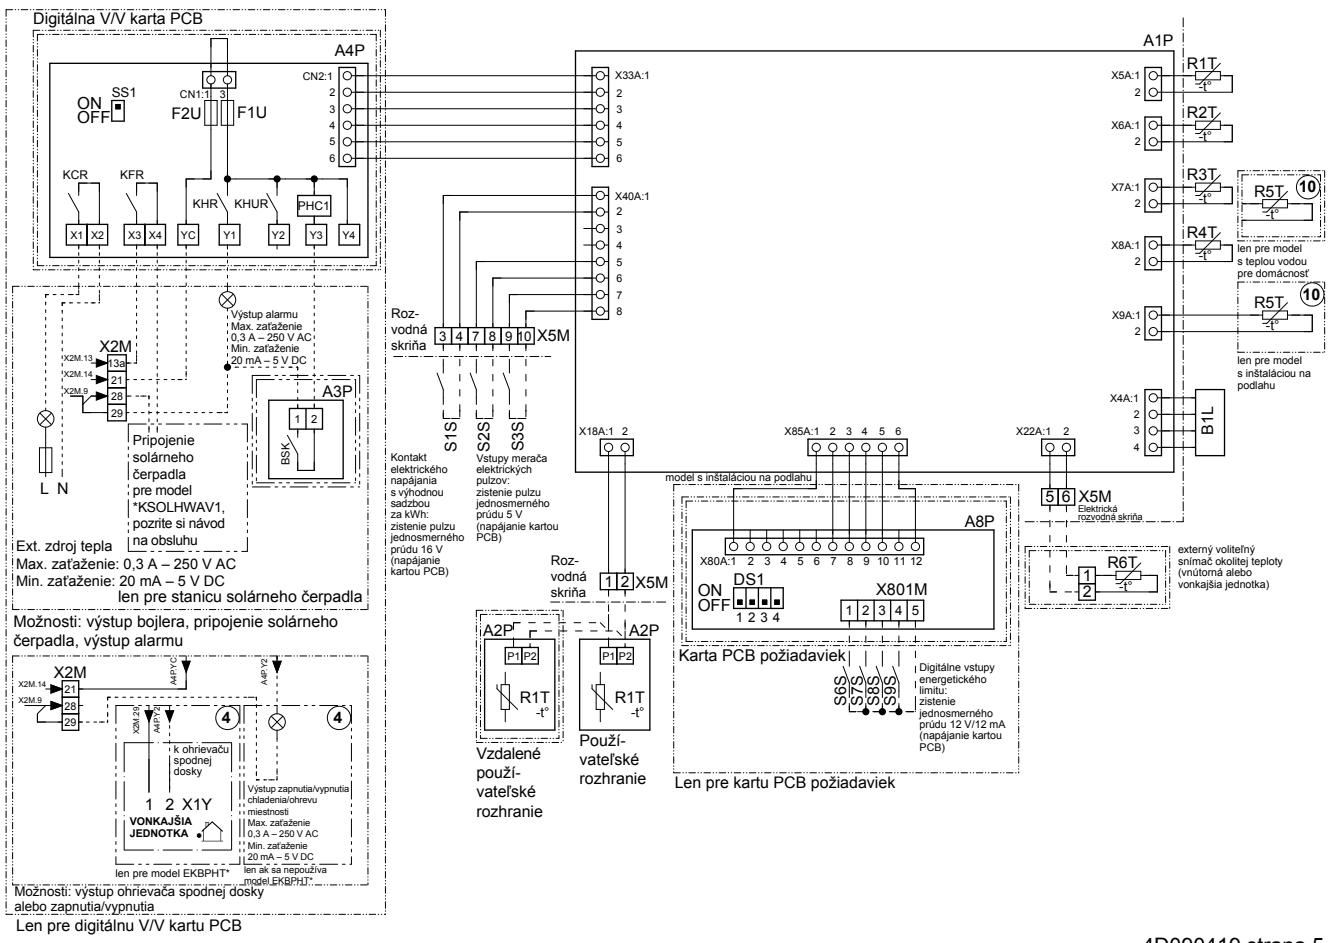 Digitálna V/V karta PCB
A4P
ON
OFF
SS1
CN1:1 3
F2U F1U
CN2:1
2
3
4
5
6
KCR
KFR
KHR
KHUR
PHC1
X1 X2 X3 X4 YC Y1 Y2 Y3 Y4
Výstup alarmu
Max. zaťaženie
0,3 A – 250 V AC
Min. zaťaženie
20 mA – 5 V DC
X2M
X2M.13 13a
X2M.14 21
X2M.9 28
29
A3P
1 2
BSK
L N
Pripojenie
solárneho
čerpadla
pre model
*KSOLHWAV1,
pozrite si návod
na obsluhu
Ext. zdroj tepla
Max. zaťaženie: 0,3 A – 250 V AC
Min. zaťaženie: 20 mA – 5 V DC
len pre stanicu solárneho čerpadla
Možnosti: výstup bojlera, pripojenie solárneho
čerpadla, výstup alarmu
X2M
X2M.14 21
X2M.9 28
29
A4P.YC
A4P.Y2
X2M.29
A4P.Y2
4
4
k ohrievaču
spodnej
dosky
1 2 X1Y
VONKAJŠIA
JEDNOTKA
Výstup zapnutia/vypnutia
chladenia/ohrevu
miestnosti
Max. zaťaženie
0,3 A – 250 V AC
Min. zaťaženie
20 mA – 5 V DC
len pre model EKBPHT*
len ak sa nepoužíva
model EKBPHT*
Možnosti: výstup ohrievača spodnej dosky
alebo zapnutia/vypnutia
Len pre digitálnu V/V kartu PCB
A1P
X33A:1
2
3
4
5
6
X40A:1
2
3
4
5
6
7
8
Roz-
vodná
skriňa
3 4 7 8 9 10 X5M
S1S
S2S
S3S
Kontakt
elektrického
napájania
s výhodnou
sadzbou
za kWh:
zistenie pulzu
jednosmerného
prúdu 16 V
(napájanie
kartou PCB)
Vstupy merača
elektrických
pulzov:
zistenie pulzu
jednosmerného
prúdu 5 V
(napájanie kartou
PCB)
X18A:1 2
Roz-
vodná
skriňa
1 2 X5M
A2P
P1 P2
R1T
-t°
Vzdalené
použí-
vateľské
rozhranie
A2P
P1 P2
R1T
-t°
Použí-
vateľské
rozhranie
X85A:1 2 3 4 5 6
model s inštaláciou na podlahu
A8P
X80A:1 2 3 4 5 6 7 8 9 10 11 12
ON
OFF
DS1
1 2 3 4
X801M
1 2 3 4 5
Karta PCB požiadaviek
S6S
S7S
S8S
S9S
Digitálne vstupy
energetického
limitu:
zistenie
jednosmerného
prúdu 12 V/12 mA
(napájanie kartou
PCB)
Len pre kartu PCB požiadaviek
X22A:1 2
5 6 X5M
Elektrická
rozvodná skriňa
R6T
-t°
1
2
externý voliteľný
snímač okolitej teploty
(vnútorná alebo
vonkajšia jednotka)
X5A:1
2
R1T
-t°
X6A:1
2
R2T
-t°
X7A:1
2
R3T
-t°
X8A:1
2
R4T
-t°
R5T
-t°
10
len pre model
s teplou vodou
pre domácnosť
X9A:1
2
R5T
-t°
10
len pre model
s inštaláciou na
podlahu
X4A:1
2
3
4
B1L